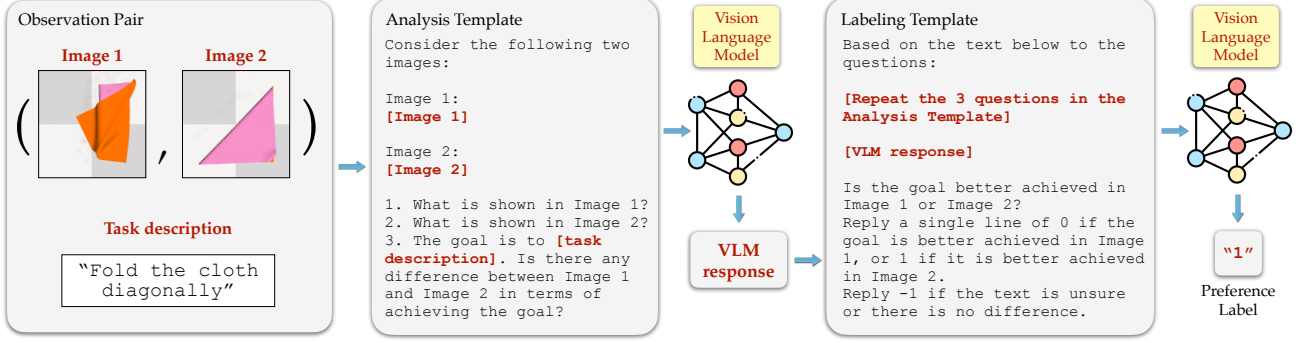 Observation Pair
Image 1
Image 2
( , )
Task description
“Fold the cloth
diagonally”
Analysis Template
Consider the following two
images:
Image 1:
[Image 1]
Image 2:
[Image 2]
1. What is shown in Image 1?
2. What is shown in Image 2?
3. The goal is to [task
description]. Is there any
difference between Image 1
and Image 2 in terms of
achieving the goal?
Vision
Language
Model
VLM
response
Labeling Template
Based on the text below to the
questions:
[Repeat the 3 questions in the
Analysis Template]
[VLM response]
Is the goal better achieved in
Image 1 or Image 2?
Reply a single line of 0 if the
goal is better achieved in Image
1, or 1 if it is better achieved
in Image 2.
Reply -1 if the text is unsure
or there is no difference.
Vision
Language
Model
“1”
Preference
Label